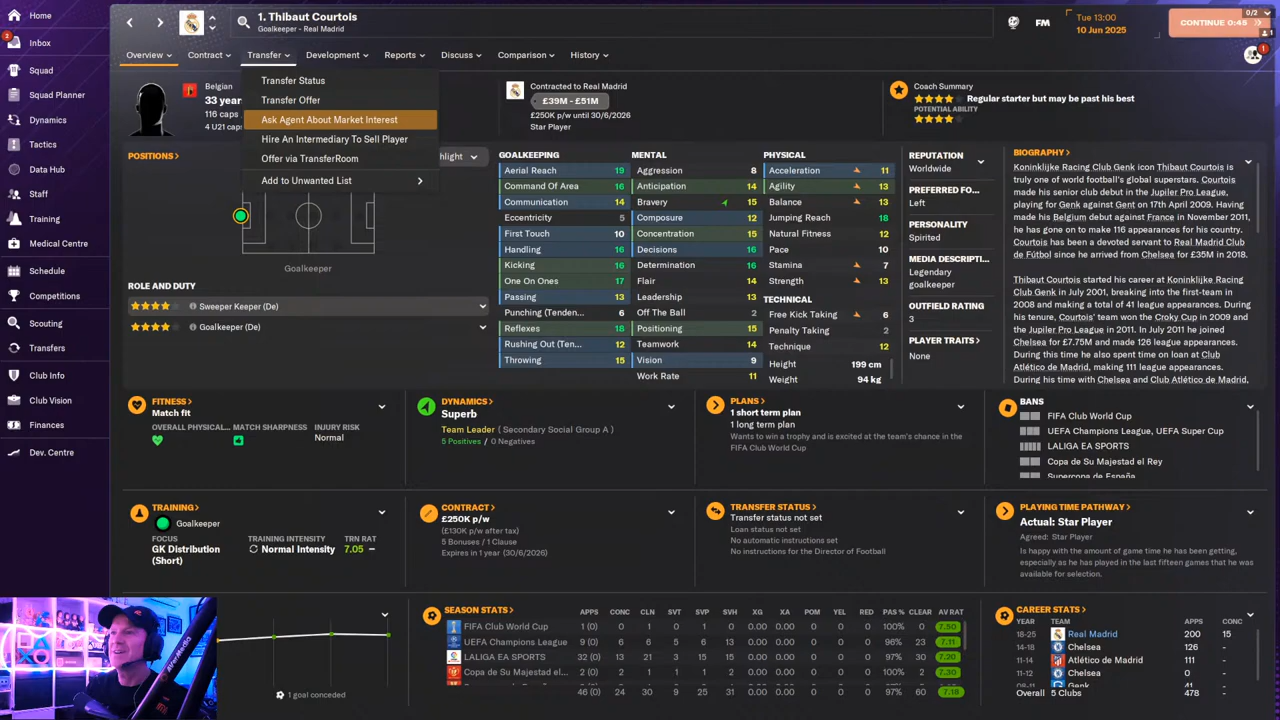 Home
2 Inbox
Squad
Squad Planner
Dynamics
Tactics
Data Hub
Staff
Training
Medical Centre
Schedule
Competitions
Scouting
Transfers
Club Info
Club Vision
Finances
Dev. Centre
1. Thibaut Courtois
Goalkeeper - Real Madrid
FM
Tue 13:00
10 Jun 2025
0/2
CONTINUE 0:45
1
1
Overview
Contract
Transfer
Development
Reports
Discuss
Comparison
History
Transfer Status
Transfer Offer
Ask Agent About Market Interest
Hire An Intermediary To Sell Player
Offer via TransferRoom
Add to Unwanted List
Belgian
33 years
116 caps
4 U21 caps
Contracted to Real Madrid
£39M - £51M
£250K p/w until 30/6/2026
Star Player
Coach Summary
Regular starter but may be past his best
POTENTIAL ABILITY
POSITIONS
Goalkeeper
ROLE AND DUTY
Sweeper Keeper (De)
Goalkeeper (De)
GOALKEEPING
Aerial Reach 19
Command Of Area 16
Communication 14
Eccentricity 5
First Touch 10
Handling 16
Kicking 16
One On Ones 17
Passing 13
Punching (Tenden... 6
Reflexes 18
Rushing Out (Ten... 12
Throwing 15
MENTAL
Aggression 8
Anticipation 14
Bravery 15
Composure 12
Concentration 15
Decisions 16
Determination 16
Flair 14
Leadership 13
Off The Ball 2
Positioning 15
Teamwork 14
Vision 9
Work Rate 11
PHYSICAL
Acceleration 11
Agility 13
Balance 13
Jumping Reach 18
Natural Fitness 12
Pace 10
Stamina 7
Strength 13
TECHNICAL
Free Kick Taking 6
Penalty Taking 2
Technique 12
Height 199 cm
Weight 94 kg
REPUTATION
Worldwide
PREFERRED FO...
Left
PERSONALITY
Spirited
MEDIA DESCRIPTI...
Legendary
goalkeeper
OUTFIELD RATING
3
PLAYER TRAITS
None
BIOGRAPHY
Koninklijke Racing Club Genk icon Thibaut Courtois
is truly one of world football's global superstars. Courtois
made his senior club debut in the Jupiler Pro League,
playing for Genk against Gent on 17th April 2009. Having
made his Belgium debut against France in November 2011,
he has gone on to make 116 appearances for his country.
Courtois has been a devoted servant to Real Madrid Club
de Fútbol since he arrived from Chelsea for £35M in 2018.
Thibaut Courtois started his career at Koninklijke Racing
Club Genk in July 2001, breaking into the first-team in
2008 and making a total of 41 league appearances. During
his tenure, Courtois' team won the Croky Cup in 2009 and
the Jupiler Pro League in 2011. In July 2011 he joined
Chelsea for £7.75M and made 126 league appearances.
During this time he also spent time on loan at Club
Atlético de Madrid, making 111 league appearances.
During his time with Chelsea and Club Atlético de Madrid,
FITNESS
Match fit
OVERALL PHYSICAL...
MATCH SHARPNESS
INJURY RISK
Normal
DYNAMICS
Superb
Team Leader ( Secondary Social Group A )
5 Positives / 0 Negatives
PLANS
1 short term plan
1 long term plan
Wants to win a trophy and is excited at the team's chance in the
FIFA Club World Cup
BANS
FIFA Club World Cup
UEFA Champions League, UEFA Super Cup
LALIGA EA SPORTS
Copa de Su Majestad el Rey
Supercopa de España
TRAINING
Goalkeeper
FOCUS
GK Distribution
(Short)
TRAINING INTENSITY
Normal Intensity
TRN RAT
7.05
CONTRACT
£250K p/w
(£130K p/w after tax)
5 Bonuses / 1 Clause
Expires in 1 year (30/6/2026)
TRANSFER STATUS
Transfer status not set
Loan status not set
No automatic instructions set
No instructions for the Director of Football
PLAYING TIME PATHWAY
Actual: Star Player
Agreed: Star Player
Is happy with the amount of game time he has been getting,
especially as he has played in the last fifteen games that he was
available for selection.
1 goal conceded
SEASON STATS APPS CONC CLN SVT SVP SVH XG XA POM YEL RED PAS % CLEAR AV RAT
FIFA Club World Cup 1 (0) 0 1 0 0 0 0.00 0.00 0 0 0 100% 0 7.50
UEFA Champions League 9 (0) 6 6 5 6 13 0.00 0.00 0 0 0 96% 23 7.11
LALIGA EA SPORTS 32 (0) 13 21 3 15 15 0.00 0.00 0 0 0 97% 30 7.20
Copa de Su Majestad el... 2 (0) 2 1 1 1 2 0.00 0.00 0 0 0 100% 2 7.30
46 (0) 24 30 9 25 31 0.00 0.00 0 0 0 97% 60 7.18
CAREER STATS
YEAR TEAM APPS CONC
18-25 Real Madrid 200 15
14-18 Chelsea 126
11-14 Atlético de Madrid 111
11-12 Chelsea 0
Genk 41
Overall 5 Clubs 478